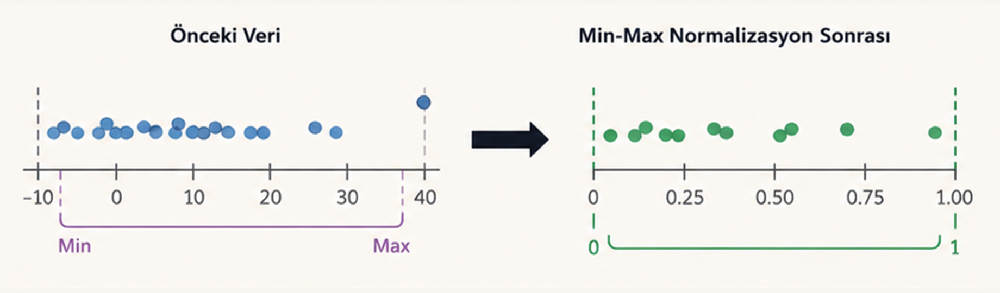 Önceki Veri
Min-Max Normalizasyon Sonrası
-10 0 10 20 30 40
0 0.25 0.50 0.75 1.00
Min Max
0 1